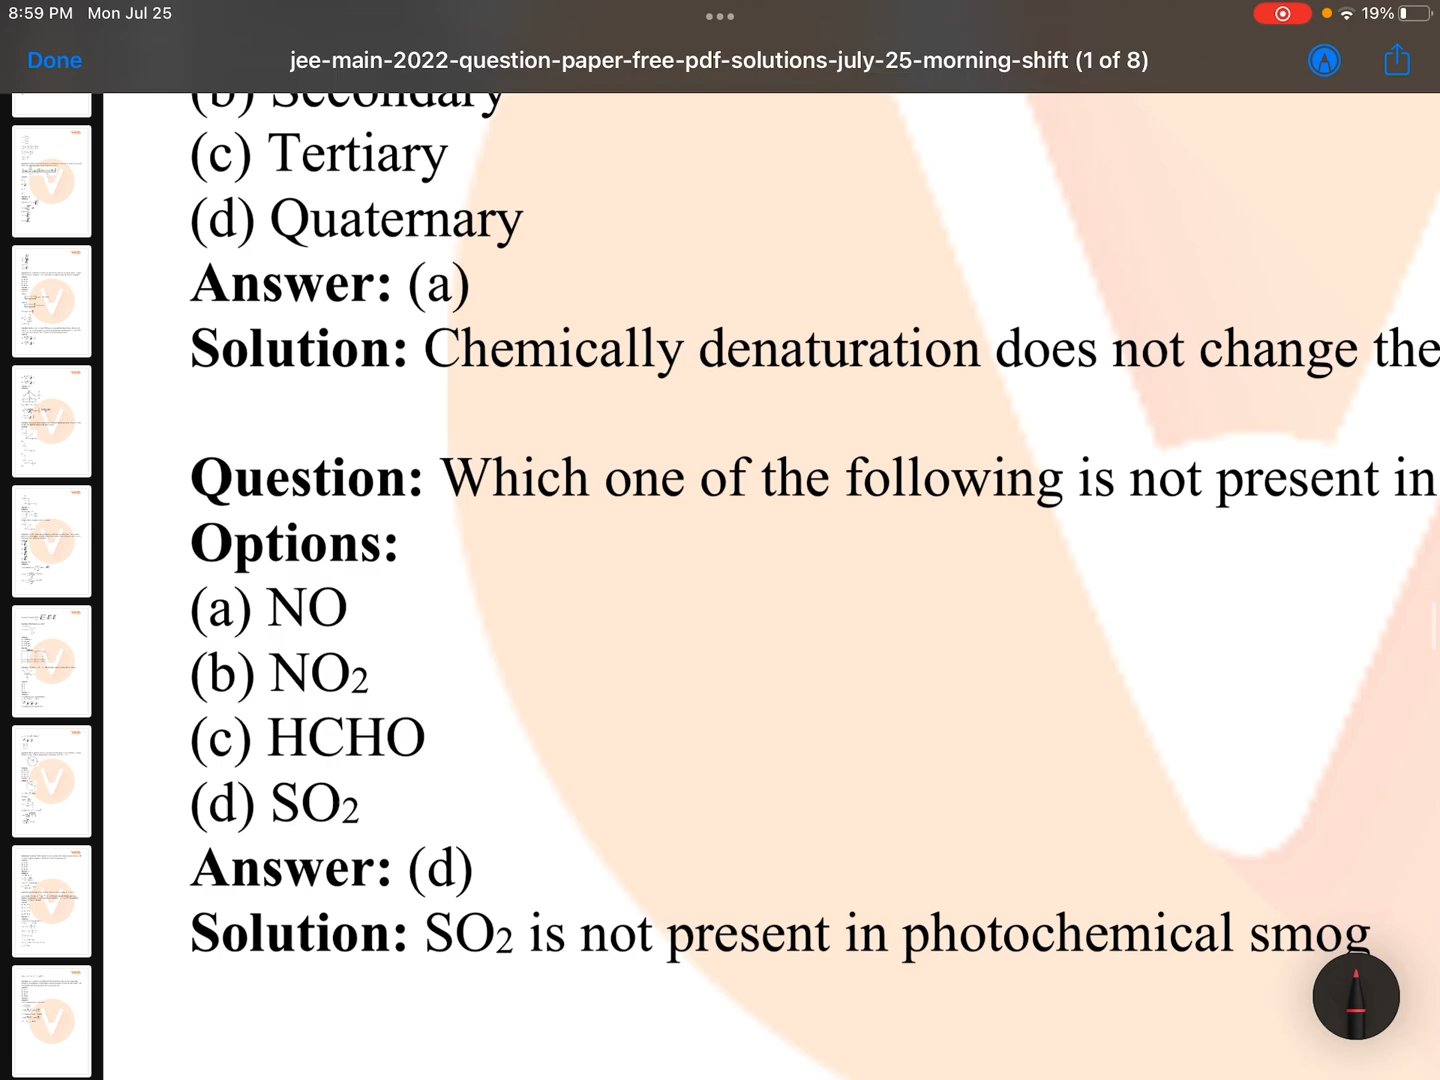 8:59 PM Mon Jul 25
19%
Done
jee-main-2022-question-paper-free-pdf-solutions-july-25-morning-shift (1 of 8)
(b) Secondary
(c) Tertiary
(d) Quaternary
Answer: (a)
Solution: Chemically denaturation does not change the
Question: Which one of the following is not present in
Options:
(a) NO
(b) NO2
(c) HCHO
(d) SO2
Answer: (d)
Solution: SO2 is not present in photochemical smog